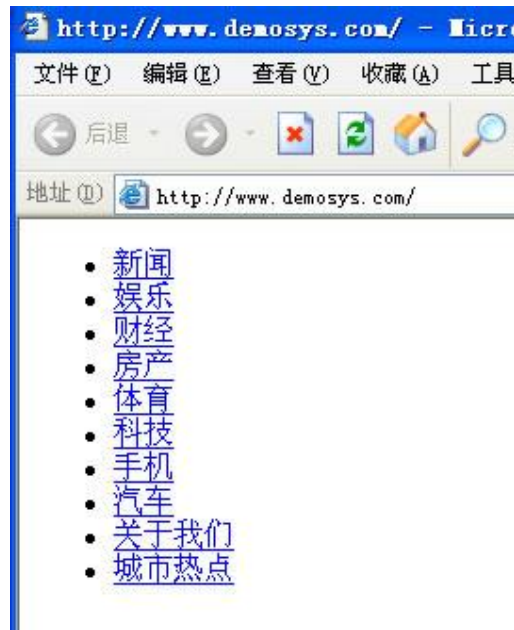 http://www.demosys.com/ - Micr
文件(F) 编辑(E) 查看(V) 收藏(A) 工具
后退
地址(D) http://www.demosys.com/
新闻
娱乐
财经
房产
体育
科技
手机
汽车
关于我们
城市热点